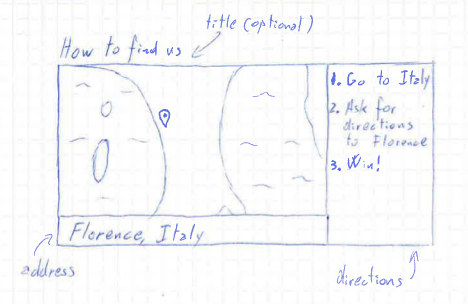 title (optional)
How to find us
1. Go to Italy
2. Ask for
directions
to Florence
3. Win!
Florence, Italy
address
directions